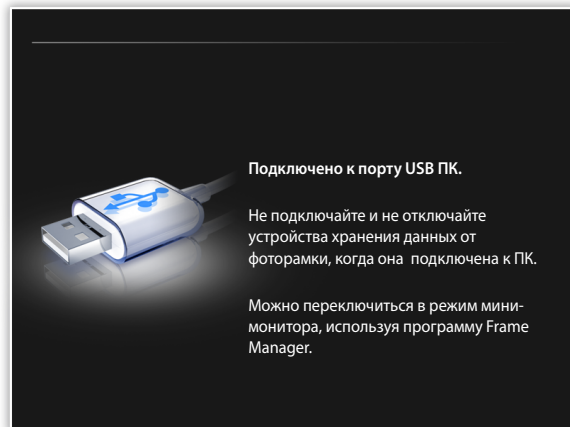 Подключено к порту USB ПК.
Не подключайте и не отключайте
устройства хранения данных от
фоторамки, когда она  подключена к ПК.
Можно переключиться в режим мини-
монитора, используя программу Frame
Manager.